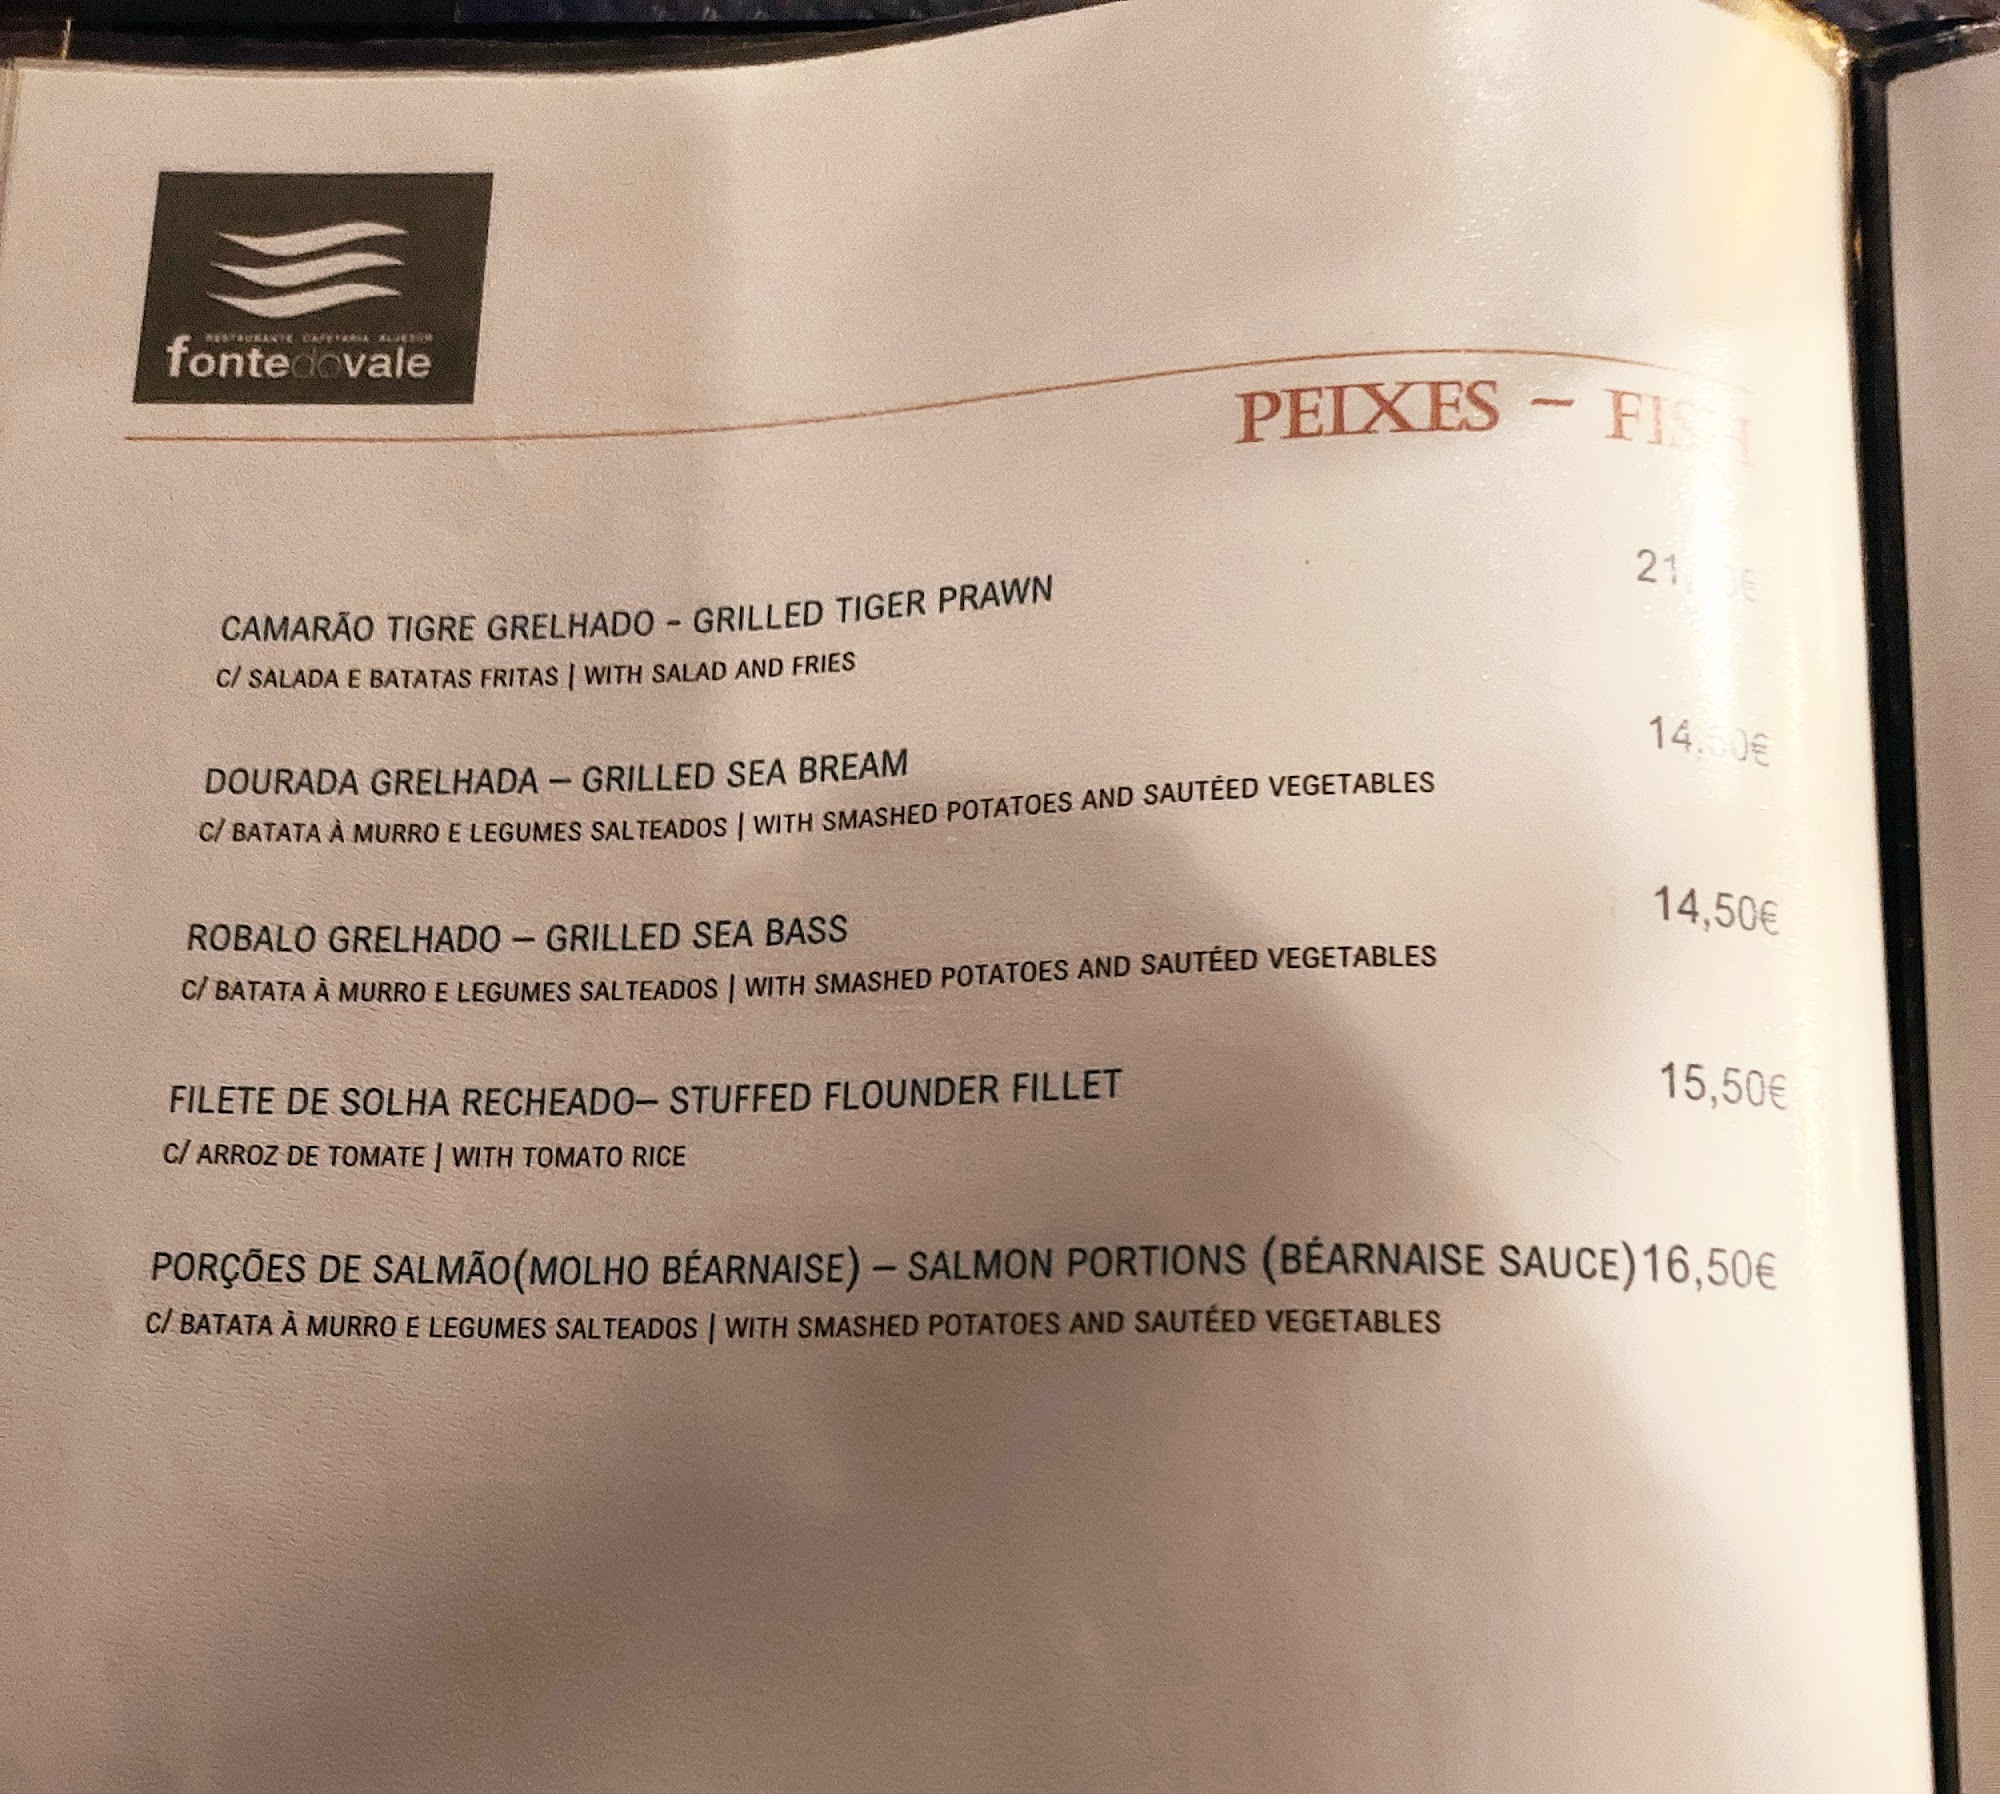 RESTAURANTE CAFETARIA ALJEZUR
fontedovale
PEIXES – FISH
CAMARÃO TIGRE GRELHADO - GRILLED TIGER PRAWN
C/ SALADA E BATATAS FRITAS | WITH SALAD AND FRIES
DOURADA GRELHADA – GRILLED SEA BREAM
C/ BATATA À MURRO E LEGUMES SALTEADOS | WITH SMASHED POTATOES AND SAUTÉED VEGETABLES
ROBALO GRELHADO – GRILLED SEA BASS 14,50€
C/ BATATA À MURRO E LEGUMES SALTEADOS | WITH SMASHED POTATOES AND SAUTÉED VEGETABLES
FILETE DE SOLHA RECHEADO– STUFFED FLOUNDER FILLET 15,50€
C/ ARROZ DE TOMATE | WITH TOMATO RICE
PORÇÕES DE SALMÃO(MOLHO BÉARNAISE) – SALMON PORTIONS (BÉARNAISE SAUCE)16,50€
C/ BATATA À MURRO E LEGUMES SALTEADOS | WITH SMASHED POTATOES AND SAUTÉED VEGETABLES